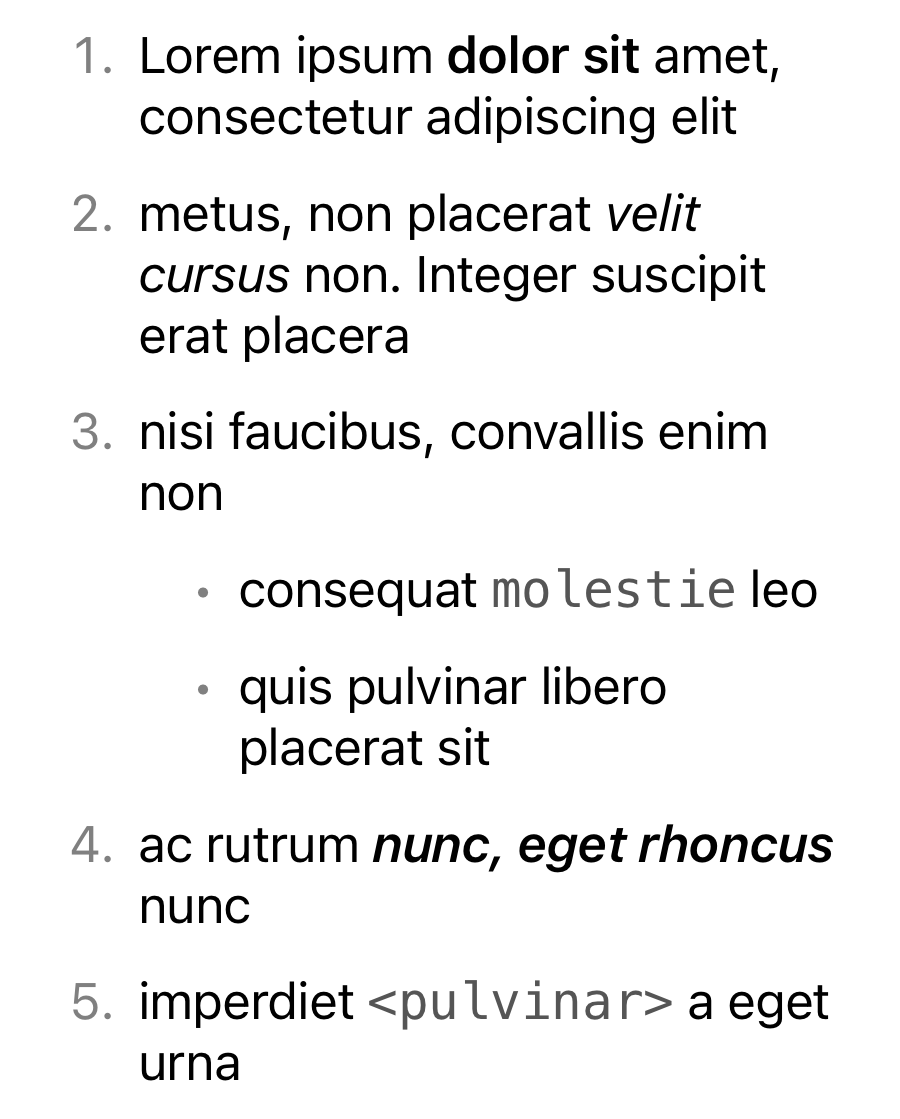 1. Lorem ipsum dolor sit amet,
consectetur adipiscing elit
2. metus, non placerat velit
cursus non. Integer suscipit
erat placera
3. nisi faucibus, convallis enim
non
• consequat molestie leo
• quis pulvinar libero
placerat sit
4. ac rutrum nunc, eget rhoncus
nunc
5. imperdiet <pulvinar> a eget
urna